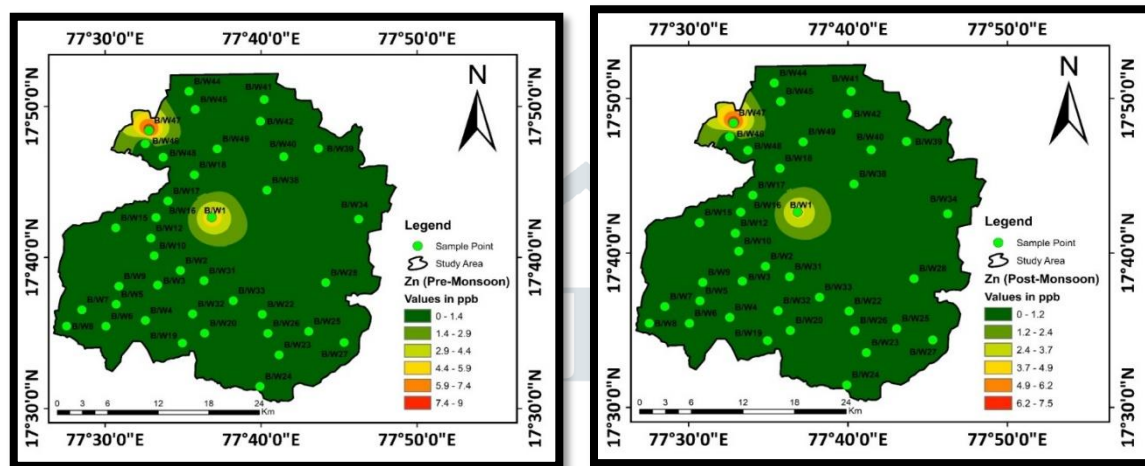 77°30'0"E 77°40'0"E 77°50'0"E
N
17°50'0"N
17°40'0"N
17°30'0"N
B/W44
B/W41
B/W45
B/W42
B/W47
B/W46
B/W49
B/W48
B/W40
B/W39
B/W18
B/W38
B/W17
B/W16
B/W1
B/W34
B/W15
B/W12
B/W10
B/W2
B/W31
B/W28
B/W9
B/W3
B/W5
B/W33
B/W7
B/W4
B/W32
B/W22
B/W8
B/W6
B/W20
B/W26
B/W25
B/W19
B/W23
B/W27
B/W24
Legend
Sample Point
Study Area
Zn (Pre-Monsoon)
Values in ppb
0 - 1.4
1.4 - 2.9
2.9 - 4.4
4.4 - 5.9
5.9 - 7.4
7.4 - 9
0 3 6 12 18 24
Km
17°50'0"N
17°40'0"N
17°30'0"N
77°30'0"E 77°40'0"E 77°50'0"E
77°30'0"E 77°40'0"E 77°50'0"E
N
17°50'0"N
17°40'0"N
17°30'0"N
B/W44
B/W41
B/W45
B/W42
B/W47
B/W46
B/W49
B/W48
B/W40
B/W39
B/W18
B/W38
B/W17
B/W16
B/W1
B/W34
B/W15
B/W12
B/W10
B/W2
B/W31
B/W28
B/W9
B/W3
B/W5
B/W33
B/W7
B/W4
B/W32
B/W22
B/W8
B/W6
B/W20
B/W26
B/W25
B/W19
B/W23
B/W27
B/W24
Legend
Sample Point
Study Area
Zn (Post-Monsoon)
Values in ppb
0 - 1.2
1.2 - 2.4
2.4 - 3.7
3.7 - 4.9
4.9 - 6.2
6.2 - 7.5
0 3 6 12 18 24
Km
17°50'0"N
17°40'0"N
17°30'0"N
77°30'0"E 77°40'0"E 77°50'0"E